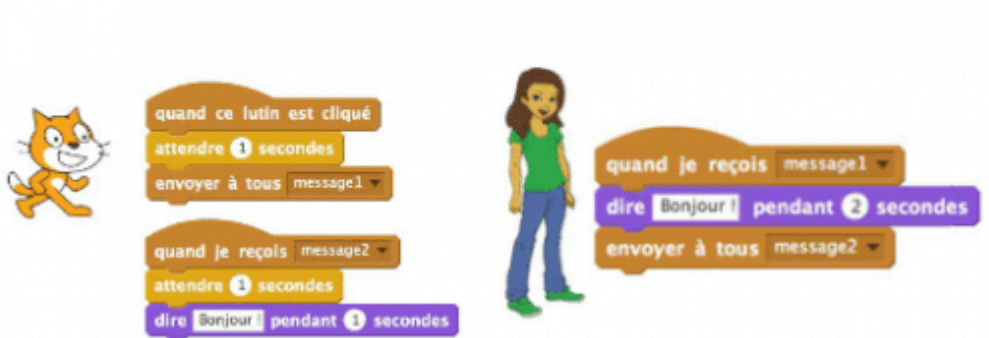 quand ce lutin est cliqué
attendre 1 secondes
envoyer à tous message1
quand je reçois message2
attendre 1 secondes
dire Bonjour ! pendant 1 secondes
quand je reçois message1
dire Bonjour ! pendant 2 secondes
envoyer à tous message2